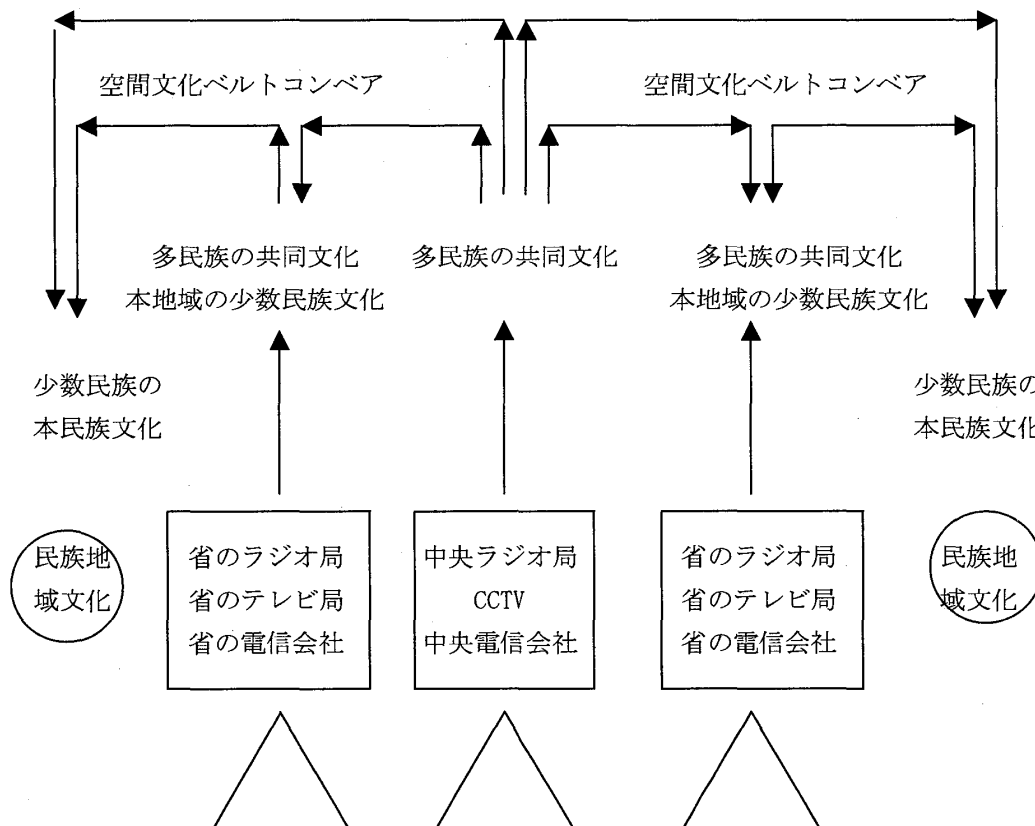 空間文化ベルトコンベア
空間文化ベルトコンベア
多民族の共同文化
本地域の少数民族文化
多民族の共同文化
多民族の共同文化
本地域の少数民族文化
少数民族の
本民族文化
少数民族の
本民族文化
民族地
域文化
省のラジオ局
省のテレビ局
省の電信会社
中央ラジオ局
CCTV
中央電信会社
省のラジオ局
省のテレビ局
省の電信会社
民族地
域文化